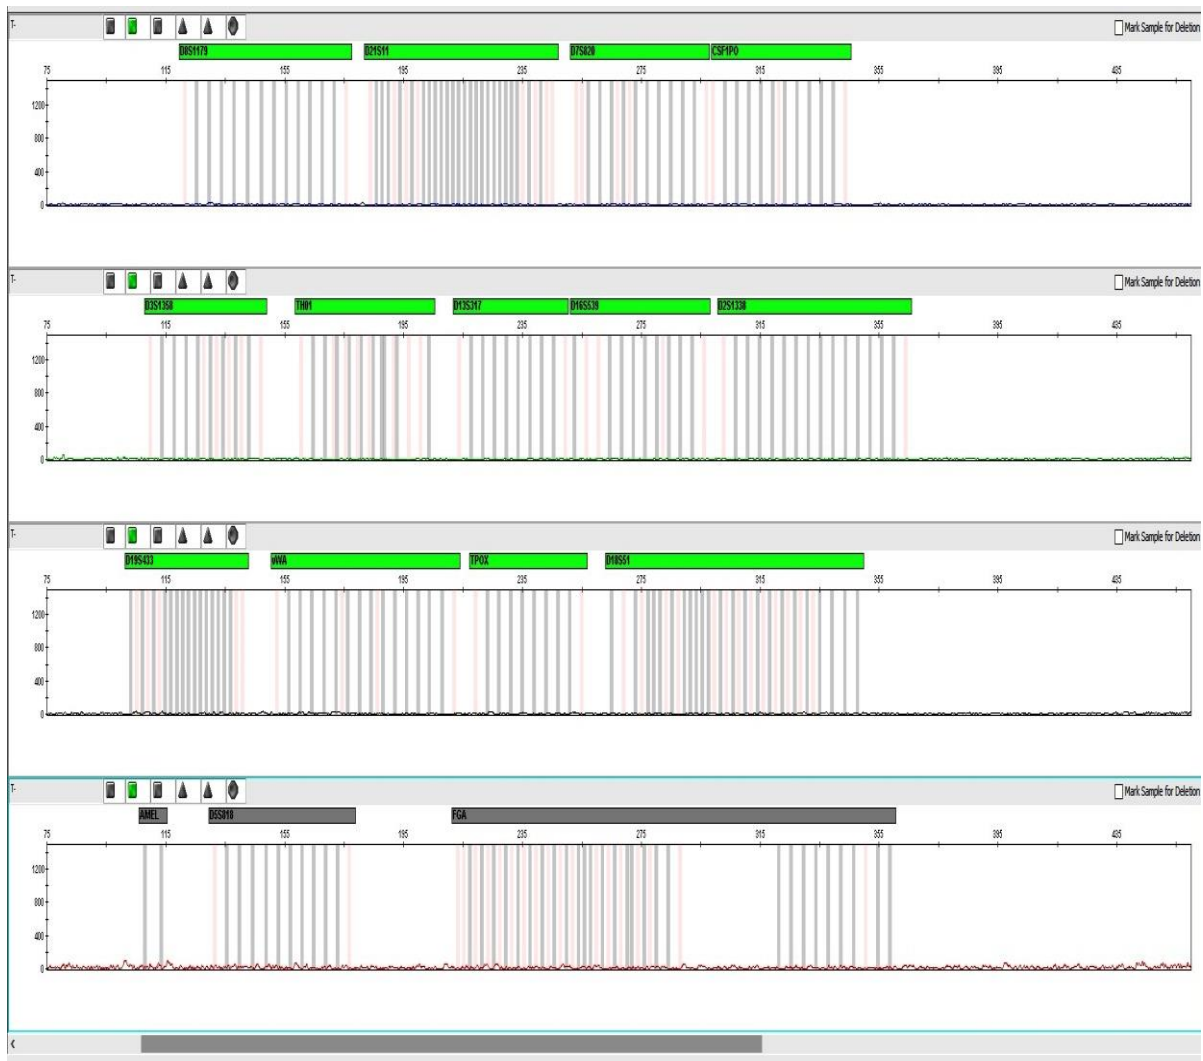 T- Mark Sample for Deletion
D8S1179 D21S11 D7S820 CSF1PO
75 115 155 195 235 275 315 355 395 435
1200
800
400
0
T- Mark Sample for Deletion
D3S1358 TH01 D13S317 D16S539 D2S1338
75 115 155 195 235 275 315 355 395 435
1200
800
400
0
T- Mark Sample for Deletion
D19S433 vWA TPOX D18S51
75 115 155 195 235 275 315 355 395 435
1200
800
400
0
T- Mark Sample for Deletion
AMEL D5S818 FGA
75 115 155 195 235 275 315 355 395 435
1200
800
400
0